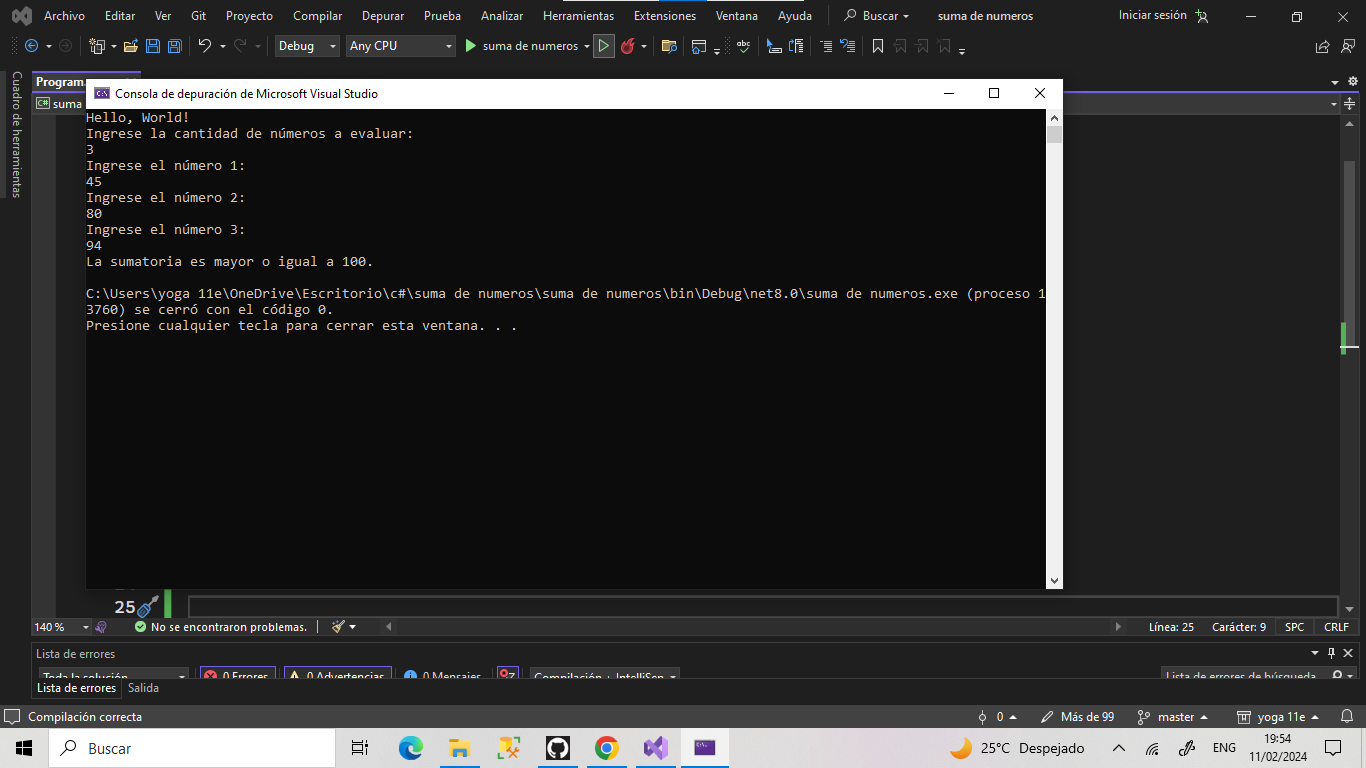 Archivo Editar Ver Git Proyecto Compilar Depurar Prueba Analizar Herramientas Extensiones Ventana Ayuda Buscar suma de numeros Iniciar sesión
Debug Any CPU suma de numeros
Cuadro de herramientas
Program.
suma
Consola de depuración de Microsoft Visual Studio
Hello, World!
Ingrese la cantidad de números a evaluar:
3
Ingrese el número 1:
45
Ingrese el número 2:
80
Ingrese el número 3:
94
La sumatoria es mayor o igual a 100.
C:\Users\yoga 11e\OneDrive\Escritorio\c#\suma de numeros\suma de numeros\bin\Debug\net8.0\suma de numeros.exe (proceso 1
3760) se cerró con el código 0.
Presione cualquier tecla para cerrar esta ventana. . .
25
140 % No se encontraron problemas. Línea: 25 Carácter: 9 SPC CRLF
Lista de errores
Toda la solución 0 Errores 0 Advertencias 0 Mensajes Compilación + IntelliSen Lista de errores de búsqueda
Lista de errores Salida
Compilación correcta 0 Más de 99 master yoga 11e
Buscar 25°C Despejado ENG 19:54
11/02/2024